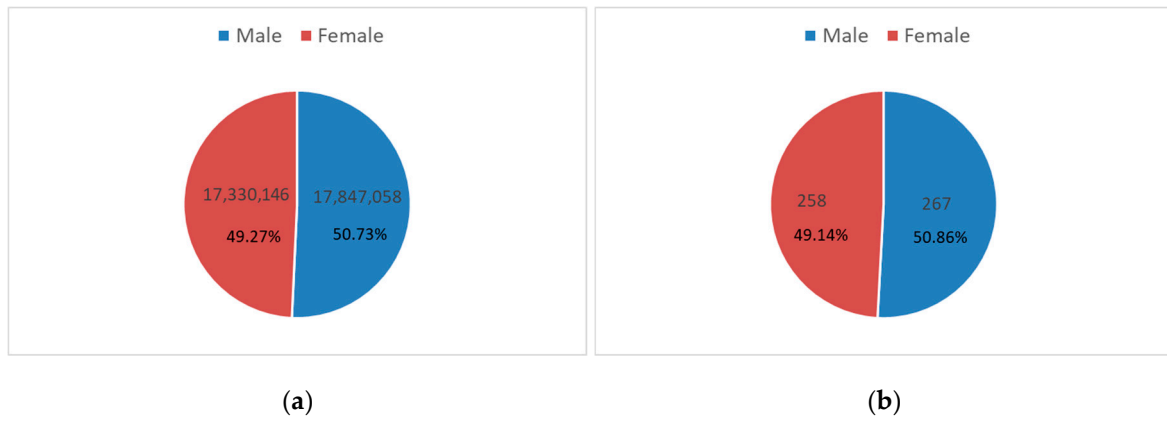 Male Female
17,330,146 17,847,058
49.27% 50.73%
(a)
Male Female
258 267
49.14% 50.86%
(b)